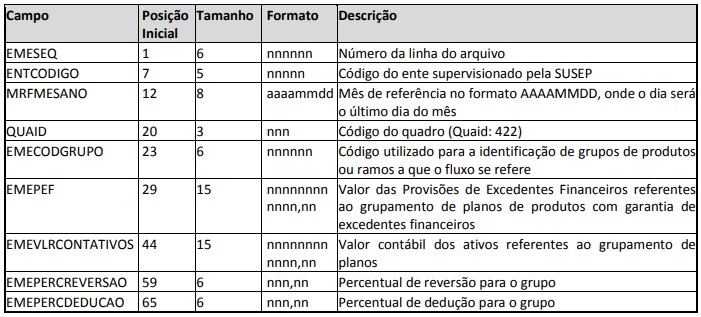 Campo Posição Inicial Tamanho Formato Descrição
EMESEQ 1 6 nnnnnn Número da linha do arquivo
ENTCODIGO 7 5 nnnnn Código do ente supervisionado pela SUSEP
MRFMESANO 12 8 aaaammdd Mês de referência no formato AAAAMMDD, onde o dia será
o último dia do mês
QUAID 20 3 nnn Código do quadro (Quaid: 422)
EMECODGRUPO 23 6 nnnnnn Código utilizado para a identificação de grupos de produtos
ou ramos a que o fluxo se refere
EMEPEF 29 15 nnnnnnnn Valor das Provisões de Excedentes Financeiros referentes
nnnn,nn ao grupamento de planos de produtos com garantia de
excedentes financeiros
EMEVLRCONTATIVOS 44 15 nnnnnnnn Valor contábil dos ativos referentes ao grupamento de
nnnn,nn planos
EMEPERCREVERSAO 59 6 nnn,nn Percentual de reversão para o grupo
EMEPERCDEDUCAO 65 6 nnn,nn Percentual de dedução para o grupo